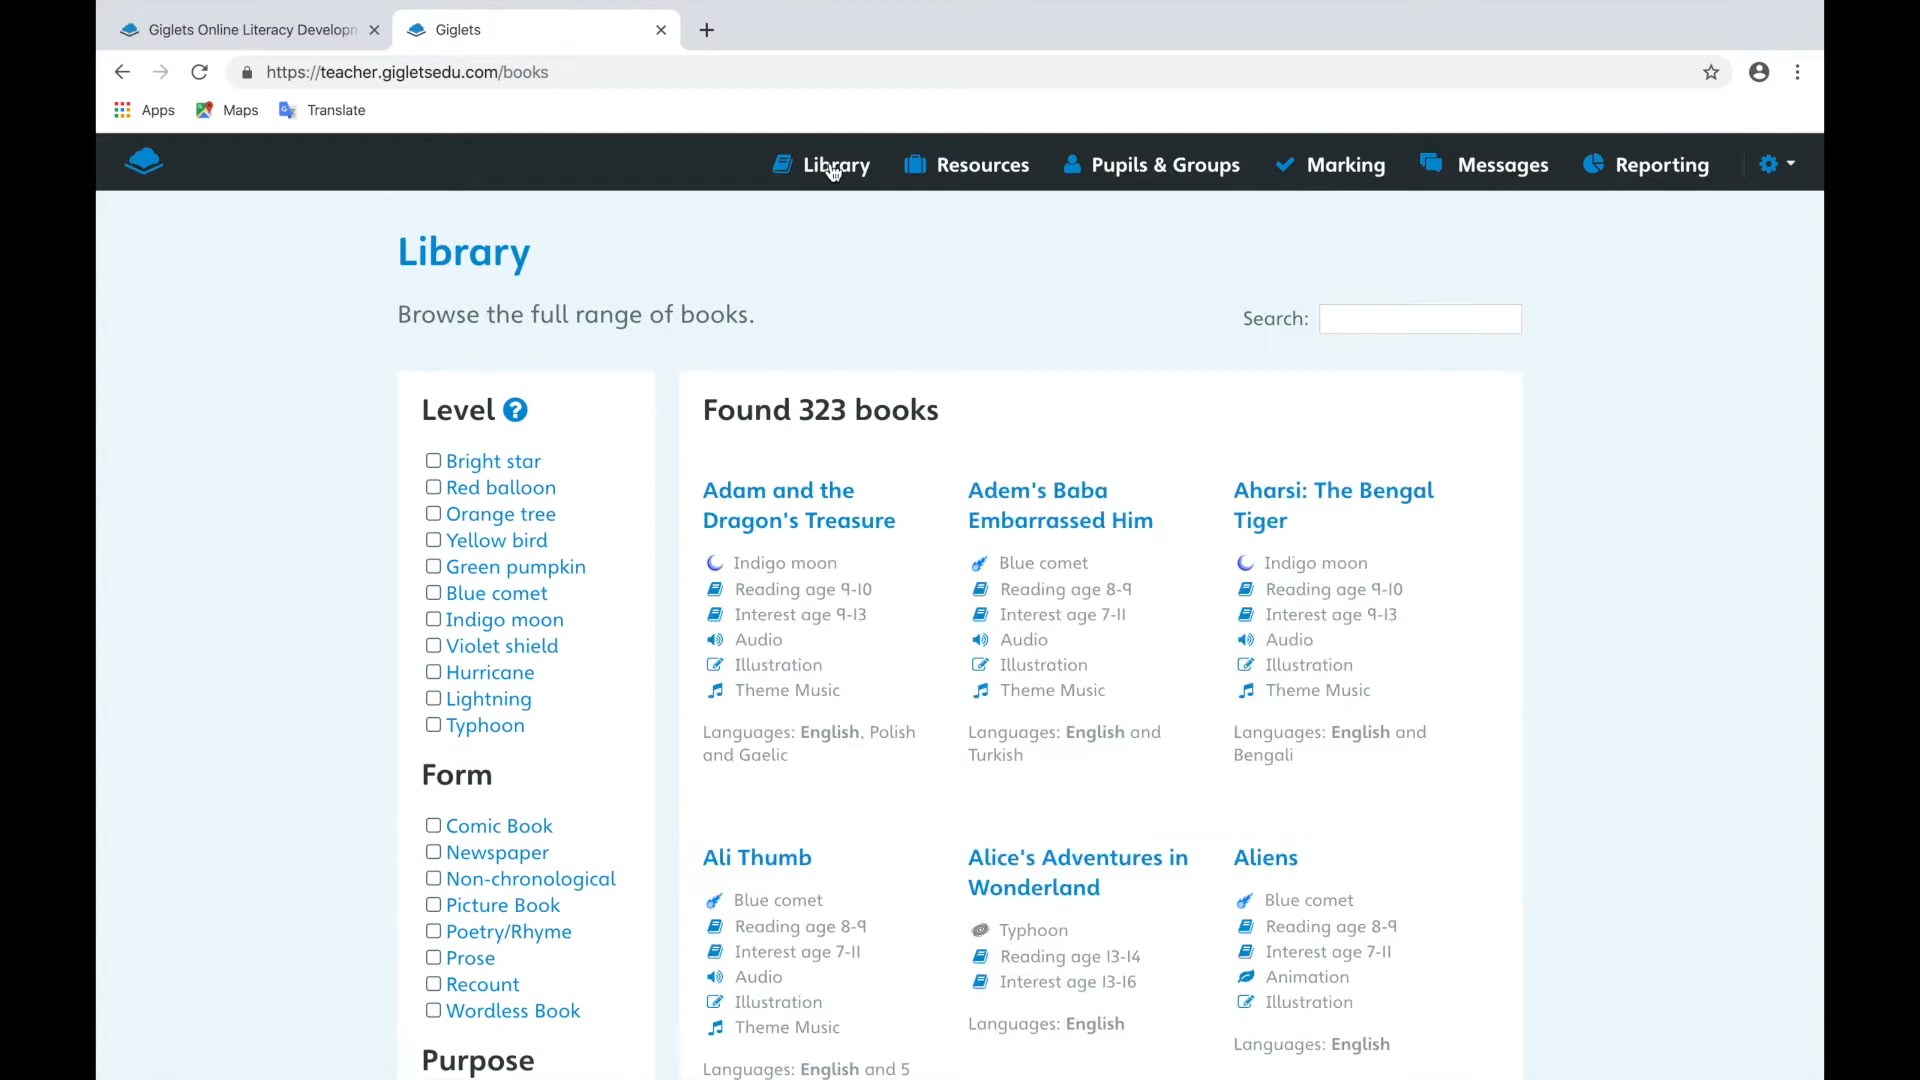 Giglets Online Literacy Developm
Giglets
https://teacher.gigletsedu.com/books
Apps Maps Translate
Library Resources Pupils & Groups Marking Messages Reporting
Library
Browse the full range of books.
Search:
Level
Bright star
Red balloon
Orange tree
Yellow bird
Green pumpkin
Blue comet
Indigo moon
Violet shield
Hurricane
Lightning
Typhoon
Form
Comic Book
Newspaper
Non-chronological
Picture Book
Poetry/Rhyme
Prose
Recount
Wordless Book
Purpose
Found 323 books
Adam and the
Dragon's Treasure
Indigo moon
Reading age 9-10
Interest age 9-13
Audio
Illustration
Theme Music
Languages: English, Polish
and Gaelic
Adem's Baba
Embarrassed Him
Blue comet
Reading age 8-9
Interest age 7-11
Audio
Illustration
Theme Music
Languages: English and
Turkish
Aharsi: The Bengal
Tiger
Indigo moon
Reading age 9-10
Interest age 9-13
Audio
Illustration
Theme Music
Languages: English and
Bengali
Ali Thumb
Blue comet
Reading age 8-9
Interest age 7-11
Audio
Illustration
Theme Music
Languages: English and 5
Alice's Adventures in
Wonderland
Typhoon
Reading age 13-14
Interest age 13-16
Languages: English
Aliens
Blue comet
Reading age 8-9
Interest age 7-11
Animation
Illustration
Languages: English